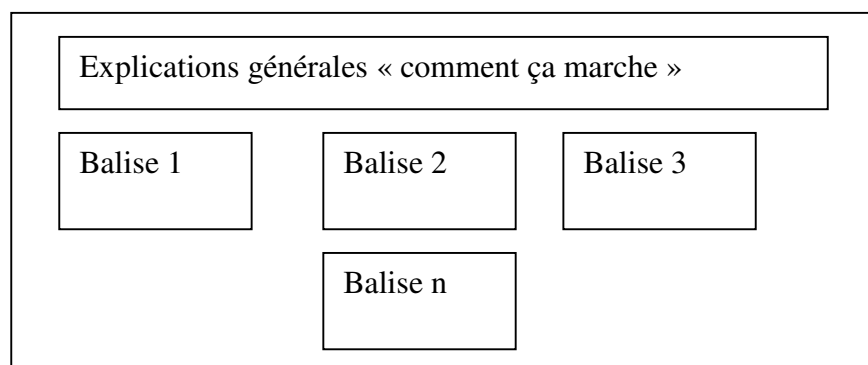 Explications générales « comment ça marche »
Balise 1
Balise 2
Balise 3
Balise n